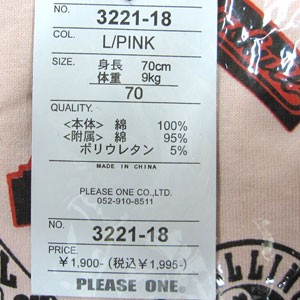 NO. 3221-18
COL. L/PINK
SIZE. 身長 70cm
体重 9kg
70
QUALITY.
<本体> 綿 100%
<附属> 綿 95%
ポリウレタン 5%
MADE IN CHINA
PLEASE ONE CO.,LTD.
052-910-8511
NO. 3221-18
PRICE.
¥1,900-(税込¥1,995-)
PLEASE ONE.